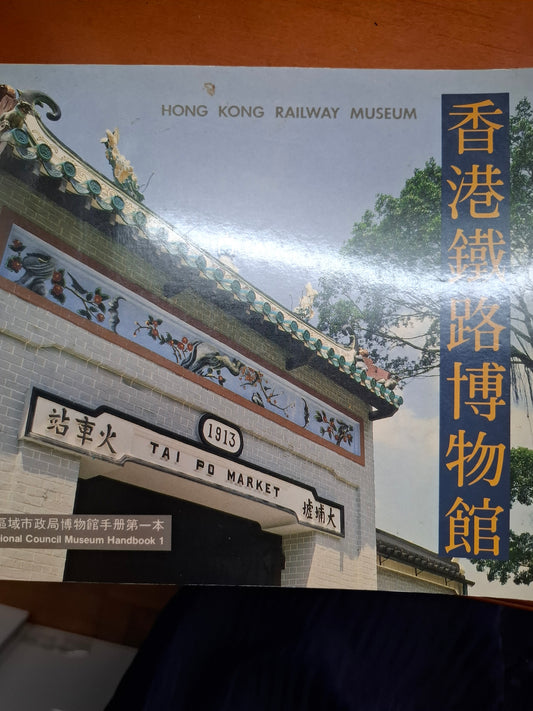 HONG KONG RAILWAY MUSEUM
香港鐵路博物館
1913
站車火
TAI PO MARKET
墟埔大
區域市政局博物館手册第一本
ional Council Museum Handbook 1